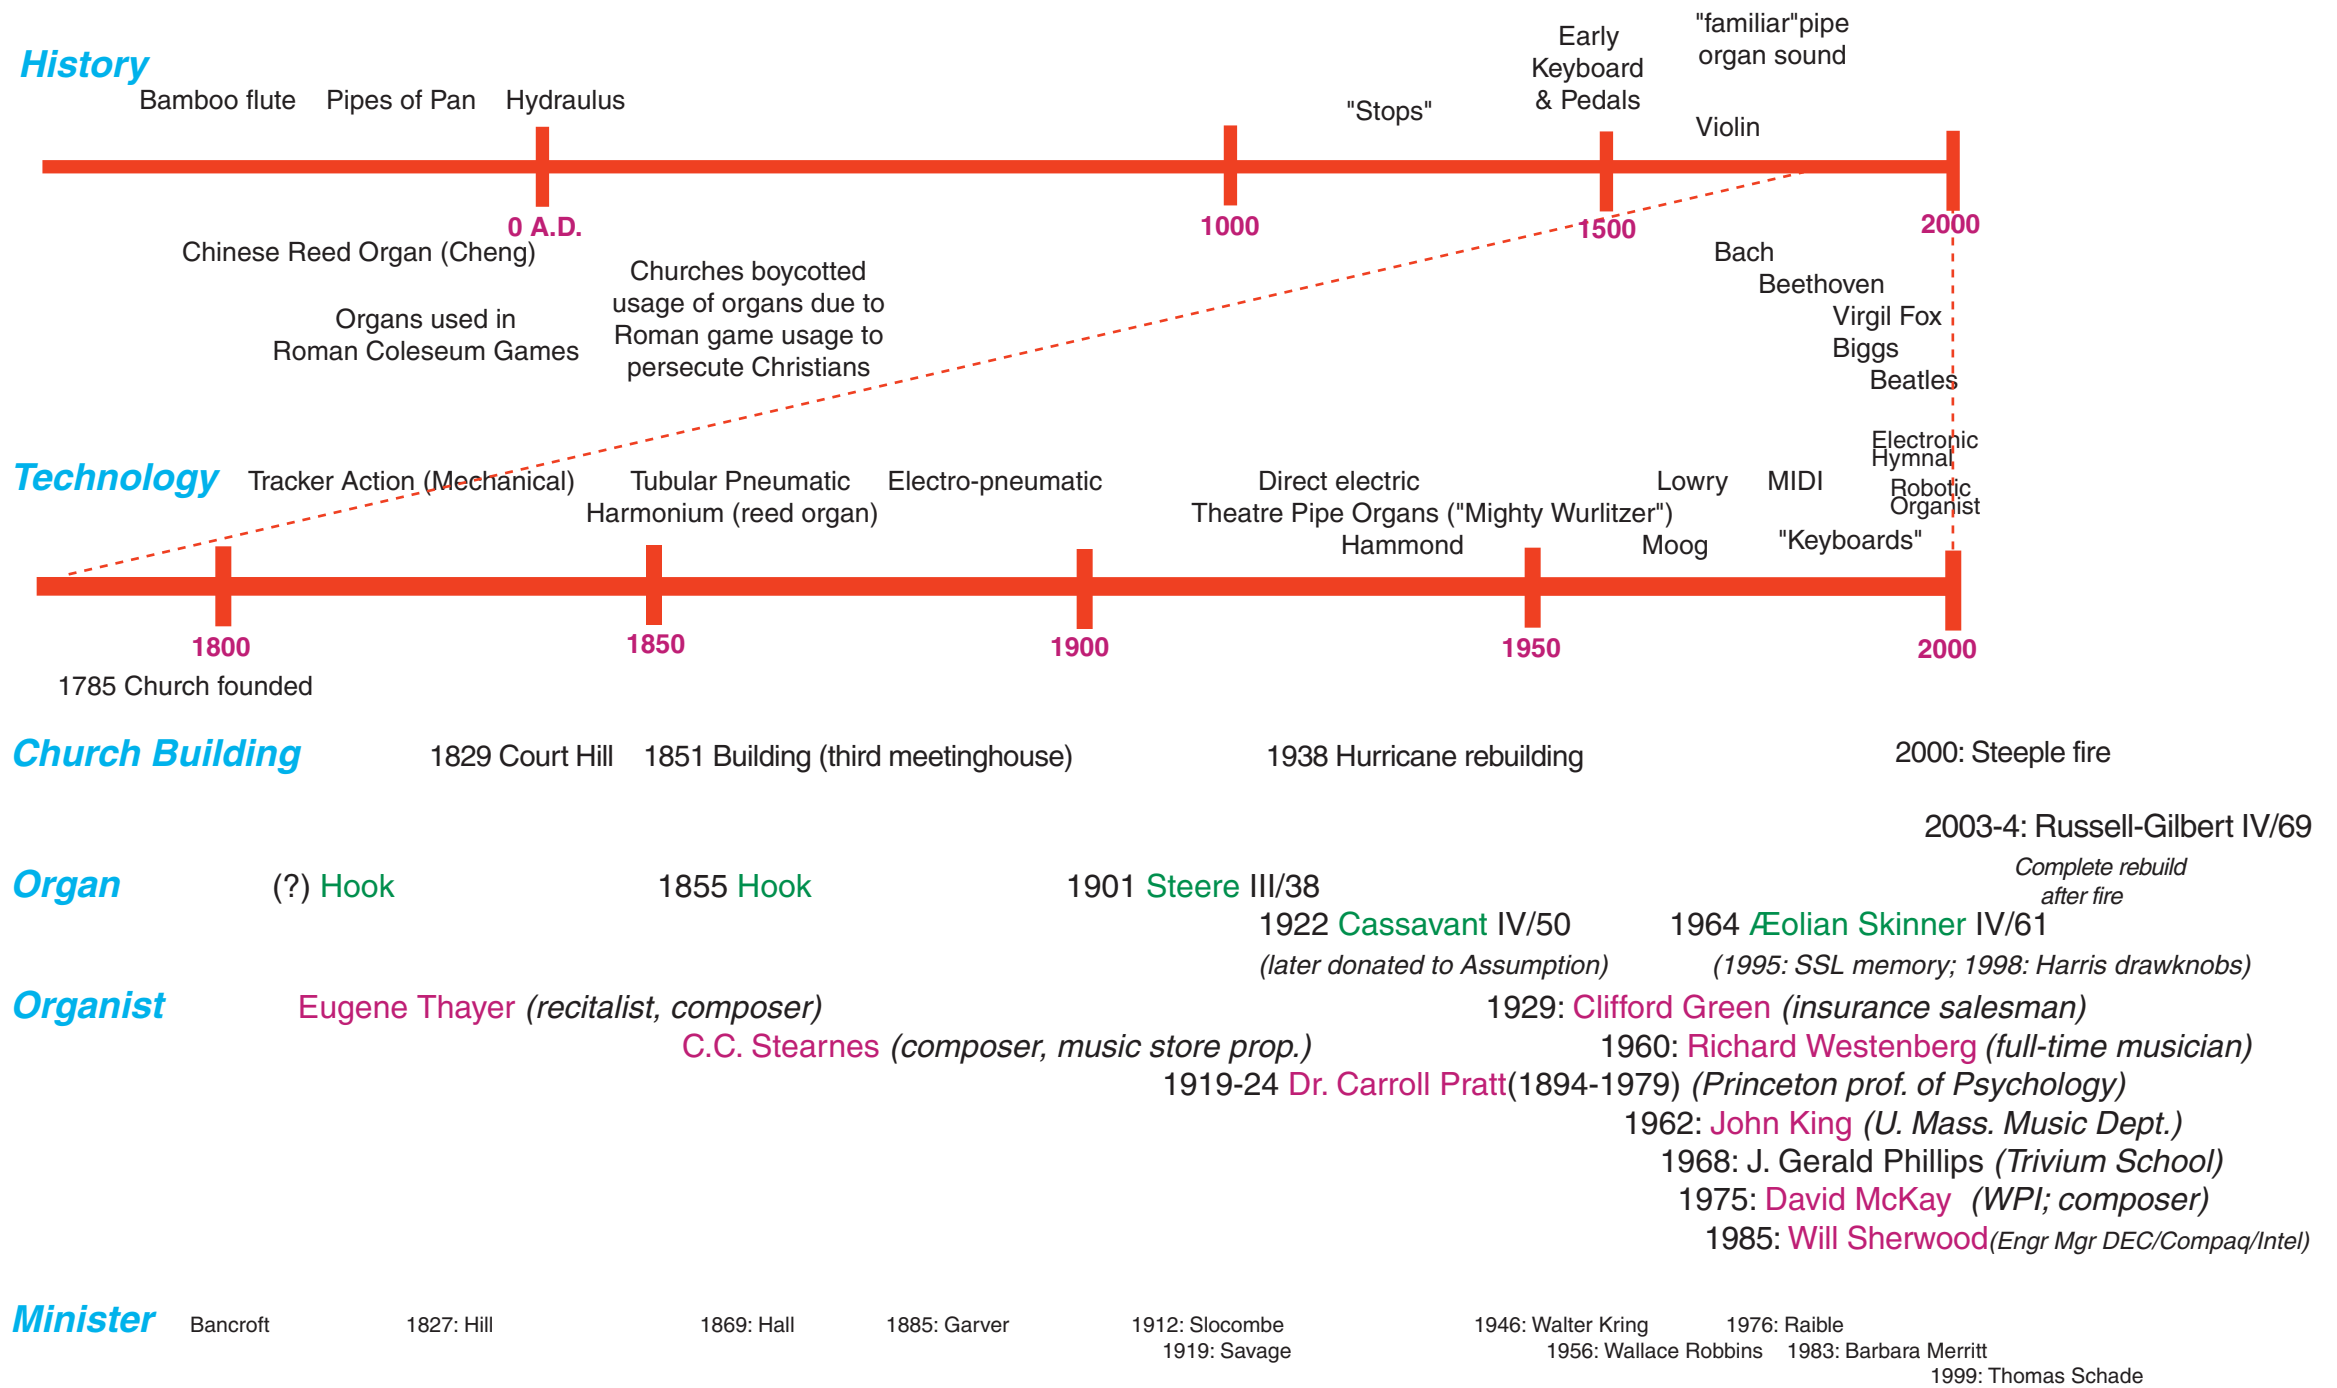 History
Bamboo flute
Pipes of Pan
Hydraulus
"Stops"
Early
Keyboard
& Pedals
"familiar"pipe
organ sound
Violin
0 A.D.
1000
1500
2000
Chinese Reed Organ (Cheng)
Organs used in
Roman Coleseum Games
Churches boycotted
usage of organs due to
Roman game usage to
persecute Christians
Bach
Beethoven
Virgil Fox
Biggs
Beatles
Technology
Tracker Action (Mechanical)
Tubular Pneumatic
Harmonium (reed organ)
Electro-pneumatic
Direct electric
Theatre Pipe Organs ("Mighty Wurlitzer")
Hammond
Lowry
Moog
MIDI
"Keyboards"
Electronic
Hymnal
Robotic
Organist
1800
1850
1900
1950
2000
1785 Church founded
Church Building
1829 Court Hill
1851 Building (third meetinghouse)
1938 Hurricane rebuilding
2000: Steeple fire
2003-4: Russell-Gilbert IV/69
Complete rebuild
after fire
Organ
(?) Hook
1855 Hook
1901 Steere III/38
1922 Cassavant IV/50
(later donated to Assumption)
1964 Æolian Skinner IV/61
(1995: SSL memory; 1998: Harris drawknobs)
Organist
Eugene Thayer (recitalist, composer)
1929: Clifford Green (insurance salesman)
C.C. Stearnes (composer, music store prop.)
1960: Richard Westenberg (full-time musician)
1919-24 Dr. Carroll Pratt(1894-1979) (Princeton prof. of Psychology)
1962: John King (U. Mass. Music Dept.)
1968: J. Gerald Phillips (Trivium School)
1975: David McKay (WPI; composer)
1985: Will Sherwood(Engr Mgr DEC/Compaq/Intel)
Minister
Bancroft
1827: Hill
1869: Hall
1885: Garver
1912: Slocombe
1919: Savage
1946: Walter Kring
1956: Wallace Robbins
1976: Raible
1983: Barbara Merritt
1999: Thomas Schade